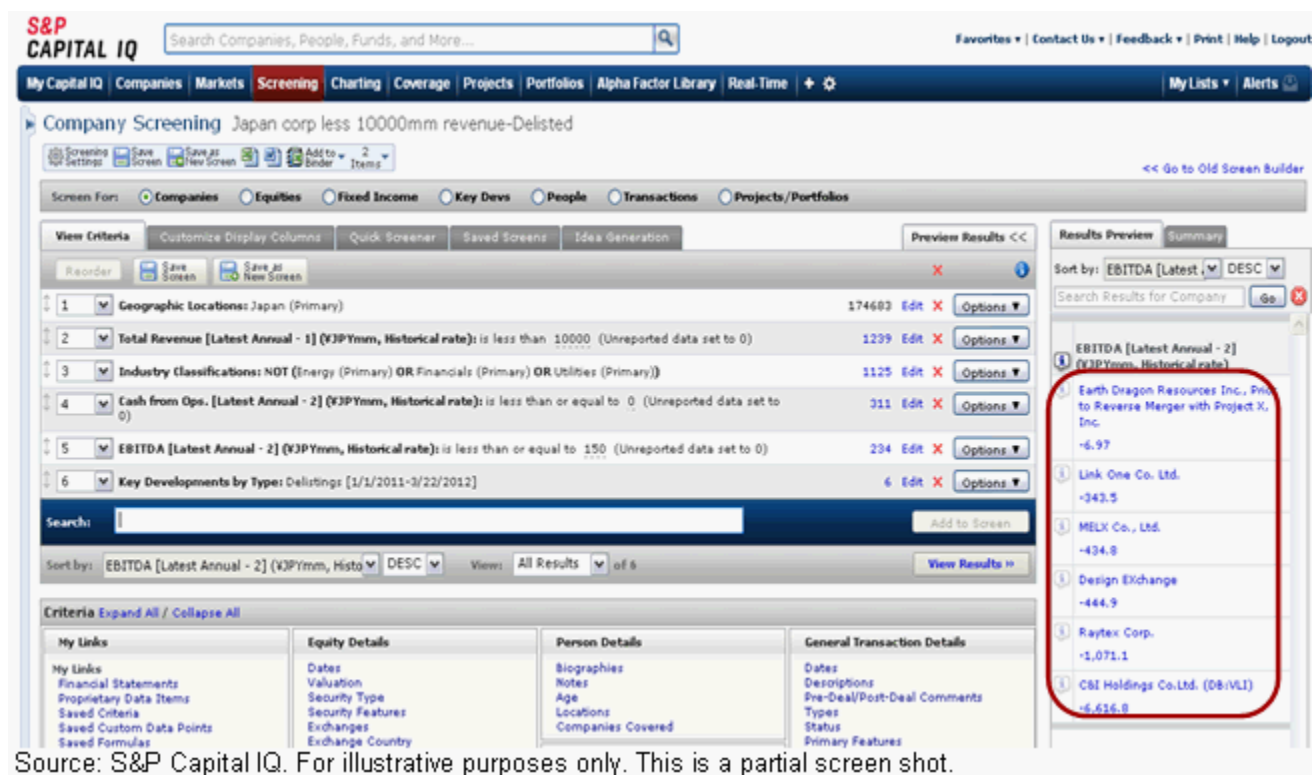 S&P
CAPITAL IQ
Search Companies, People, Funds, and More...
Favorites ▾ | Contact Us ▾ | Feedback ▾ | Print | Help | Logout
My Capital IQ | Companies | Markets | Screening | Charting | Coverage | Projects | Portfolios | Alpha Factor Library | Real-Time
My Lists ▾ | Alerts
Company Screening Japan corp less 10000mm revenue-Delisted
Screening Settings
Save Screen
Save as New Screen
Add to Binder
2 Items
<< Go to Old Screen Builder
Screen For: Companies Equities Fixed Income Key Devs People Transactions Projects/Portfolios
View Criteria Customize Display Columns Quick Screener Saved Screens Idea Generation Preview Results <<
Reorder
Save Screen
Save as New Screen
1 Geographic Locations: Japan (Primary) 174683 Edit X Options ▼
2 Total Revenue [Latest Annual - 1] (¥JPYmm, Historical rate): is less than 10000 (Unreported data set to 0) 1239 Edit X Options ▼
3 Industry Classifications: NOT (Energy (Primary) OR Financials (Primary) OR Utilities (Primary)) 1125 Edit X Options ▼
4 Cash from Ops. [Latest Annual - 2] (¥JPYmm, Historical rate): is less than or equal to 0 (Unreported data set to 0) 311 Edit X Options ▼
5 EBITDA [Latest Annual - 2] (¥JPYmm, Historical rate): is less than or equal to 150 (Unreported data set to 0) 234 Edit X Options ▼
6 Key Developments by Type: Delistings [1/1/2011-3/22/2012] 6 Edit X Options ▼
Search:
Add to Screen
Sort by: EBITDA [Latest Annual - 2] (¥JPYmm, Histo DESC View: All Results of 6 View Results »
Criteria Expand All / Collapse All
My Links
My Links
Financial Statements
Proprietary Data Items
Saved Criteria
Saved Custom Data Points
Saved Formulas
Equity Details
Dates
Valuation
Security Type
Security Features
Exchanges
Exchange Country
Person Details
Biographies
Notes
Age
Locations
Companies Covered
General Transaction Details
Dates
Descriptions
Pre-Deal/Post-Deal Comments
Types
Status
Primary Features
Results Preview Summary
Sort by: EBITDA [Latest DESC
Search Results for Company Go
EBITDA [Latest Annual - 2]
(¥JPYmm, Historical rate)
Earth Dragon Resources Inc., Prior
to Reverse Merger with Project X,
Inc.
-6.97
Link One Co. Ltd.
-343.5
MELX Co., Ltd.
-434.8
Design EXchange
-444.9
Raytex Corp.
-1,071.1
C&I Holdings Co.Ltd. (DB:VLI)
-6,616.8
Source: S&P Capital IQ. For illustrative purposes only. This is a partial screen shot.